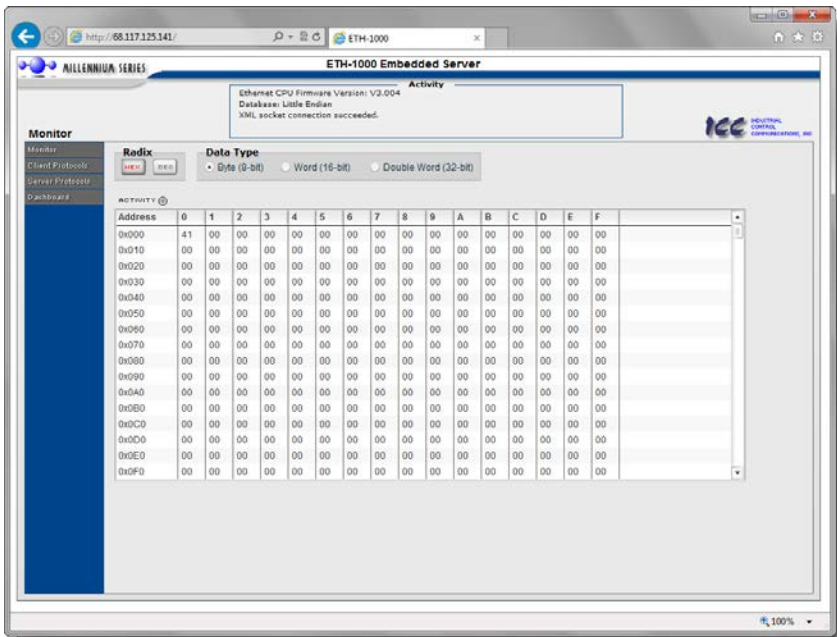 http://68.117.125.141/
ETH-1000
MILLENNIUM SERIES
ETH-1000 Embedded Server
Activity
Ethernet CPU Firmware Version: V3.004
Database: Little Endian
XML socket connection succeeded.
ICC INDUSTRIAL CONTROL COMMUNICATIONS, INC
Monitor
Monitor
Client Protocols
Server Protocols
Dashboard
Radix
HEX DEC
Data Type
Byte (8-bit) Word (16-bit) Double Word (32-bit)
ACTIVITY
Address 0 1 2 3 4 5 6 7 8 9 A B C D E F
0x000 41 00 00 00 00 00 00 00 00 00 00 00 00 00 00 00
0x010 00 00 00 00 00 00 00 00 00 00 00 00 00 00 00 00
0x020 00 00 00 00 00 00 00 00 00 00 00 00 00 00 00 00
0x030 00 00 00 00 00 00 00 00 00 00 00 00 00 00 00 00
0x040 00 00 00 00 00 00 00 00 00 00 00 00 00 00 00 00
0x050 00 00 00 00 00 00 00 00 00 00 00 00 00 00 00 00
0x060 00 00 00 00 00 00 00 00 00 00 00 00 00 00 00 00
0x070 00 00 00 00 00 00 00 00 00 00 00 00 00 00 00 00
0x080 00 00 00 00 00 00 00 00 00 00 00 00 00 00 00 00
0x090 00 00 00 00 00 00 00 00 00 00 00 00 00 00 00 00
0x0A0 00 00 00 00 00 00 00 00 00 00 00 00 00 00 00 00
0x0B0 00 00 00 00 00 00 00 00 00 00 00 00 00 00 00 00
0x0C0 00 00 00 00 00 00 00 00 00 00 00 00 00 00 00 00
0x0D0 00 00 00 00 00 00 00 00 00 00 00 00 00 00 00 00
0x0E0 00 00 00 00 00 00 00 00 00 00 00 00 00 00 00 00
0x0F0 00 00 00 00 00 00 00 00 00 00 00 00 00 00 00 00
100%